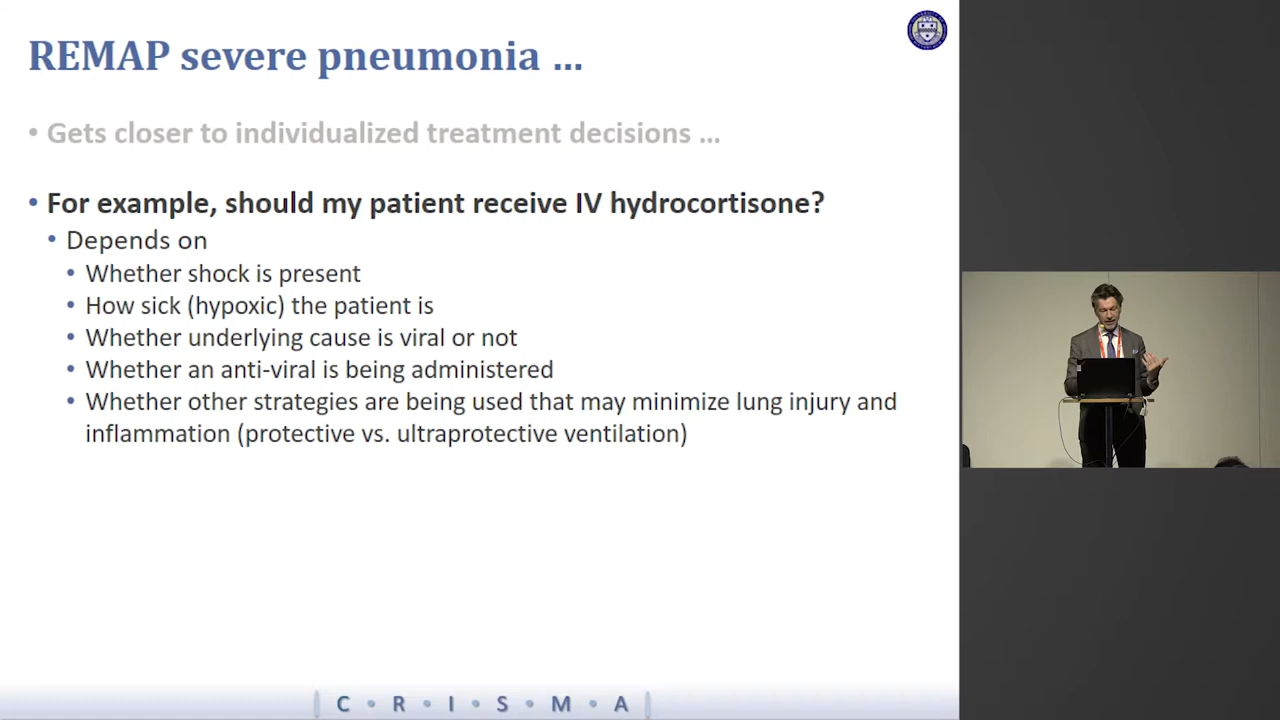 REMAP severe pneumonia ...
• Gets closer to individualized treatment decisions ...
• For example, should my patient receive IV hydrocortisone?
• Depends on
• Whether shock is present
• How sick (hypoxic) the patient is
• Whether underlying cause is viral or not
• Whether an anti-viral is being administered
• Whether other strategies are being used that may minimize lung injury and
inflammation (protective vs. ultraprotective ventilation)
C • R • I • S • M • A